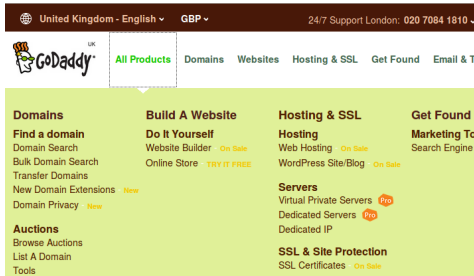 United Kingdom - English GBP 24/7 Support London: 020 7084 1810
GoDaddy UK
All Products Domains Websites Hosting & SSL Get Found Email & T
Domains Build A Website Hosting & SSL Get Found
Find a domain Do It Yourself Hosting Marketing To
Domain Search Website Builder On Sale Web Hosting On Sale Search Engine
Bulk Domain Search Online Store TRY IT FREE WordPress Site/Blog On Sale
Transfer Domains
New Domain Extensions New Servers
Domain Privacy New Virtual Private Servers Pro
Dedicated Servers Pro
Auctions Dedicated IP
Browse Auctions
List A Domain SSL & Site Protection
Tools SSL Certificates On Sale